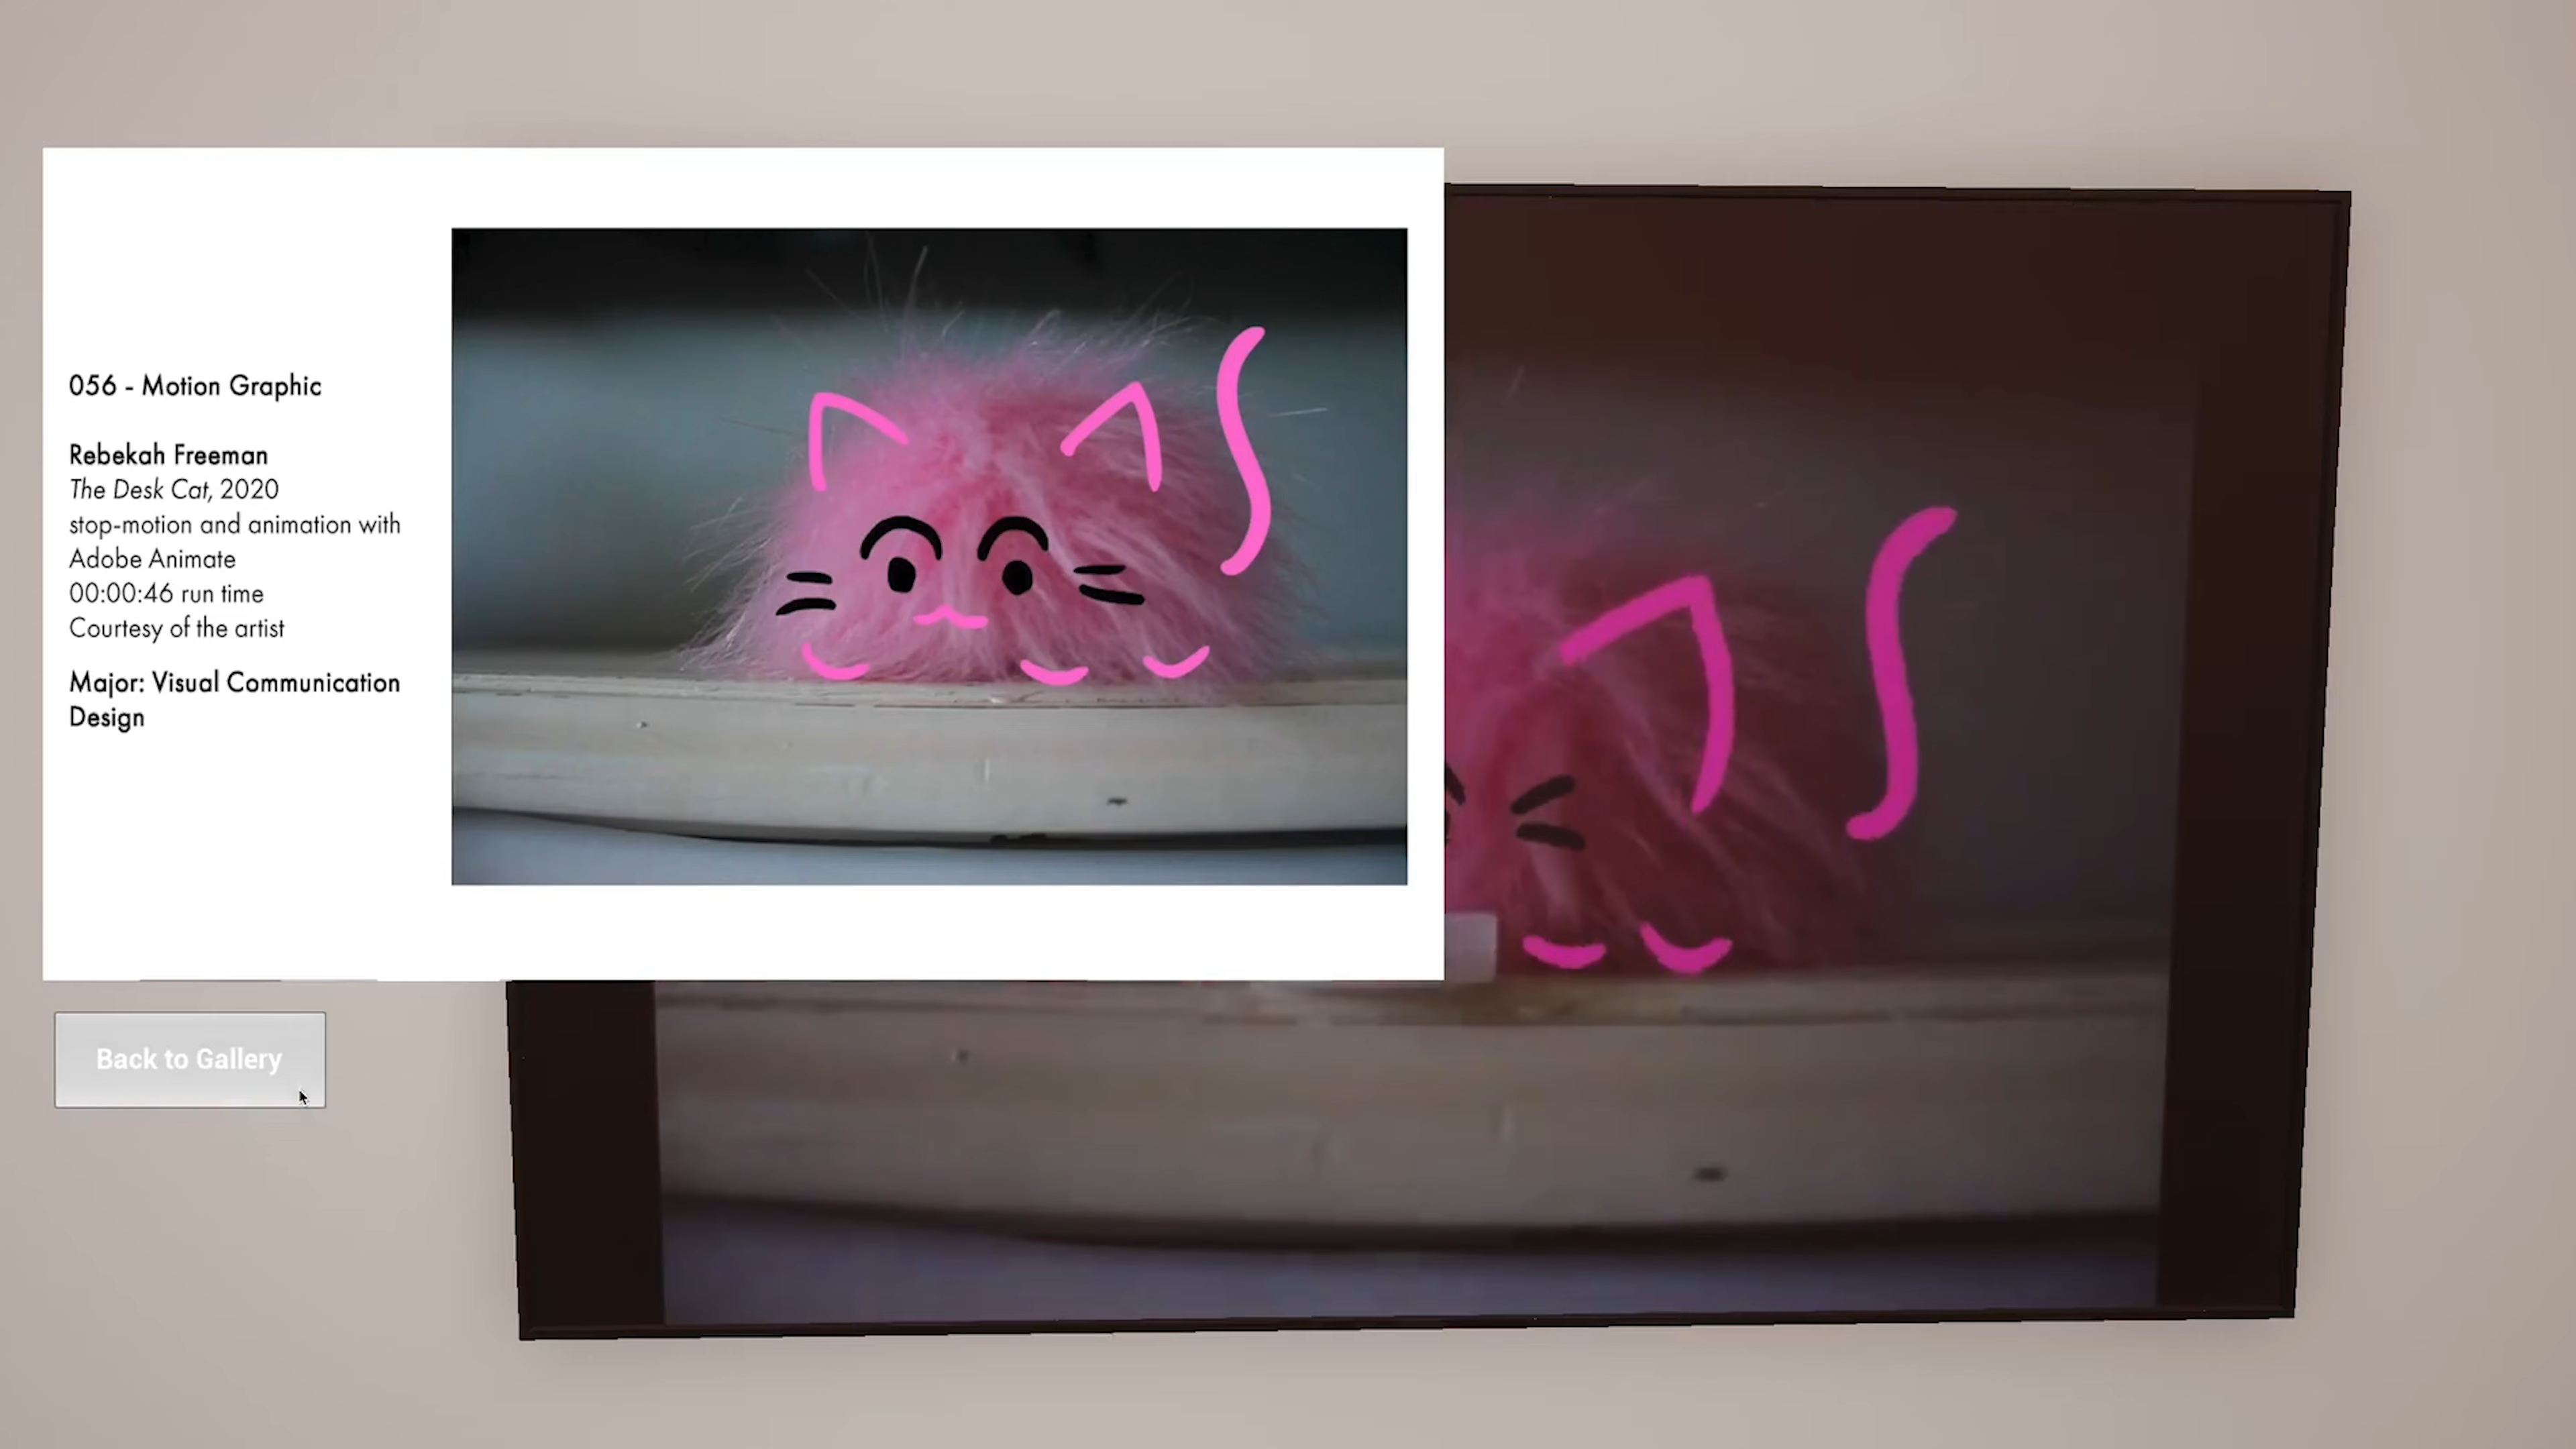 056 - Motion Graphic
Rebekah Freeman
The Desk Cat, 2020
stop-motion and animation with
Adobe Animate
00:00:46 run time
Courtesy of the artist
Major: Visual Communication
Design
Back to Gallery